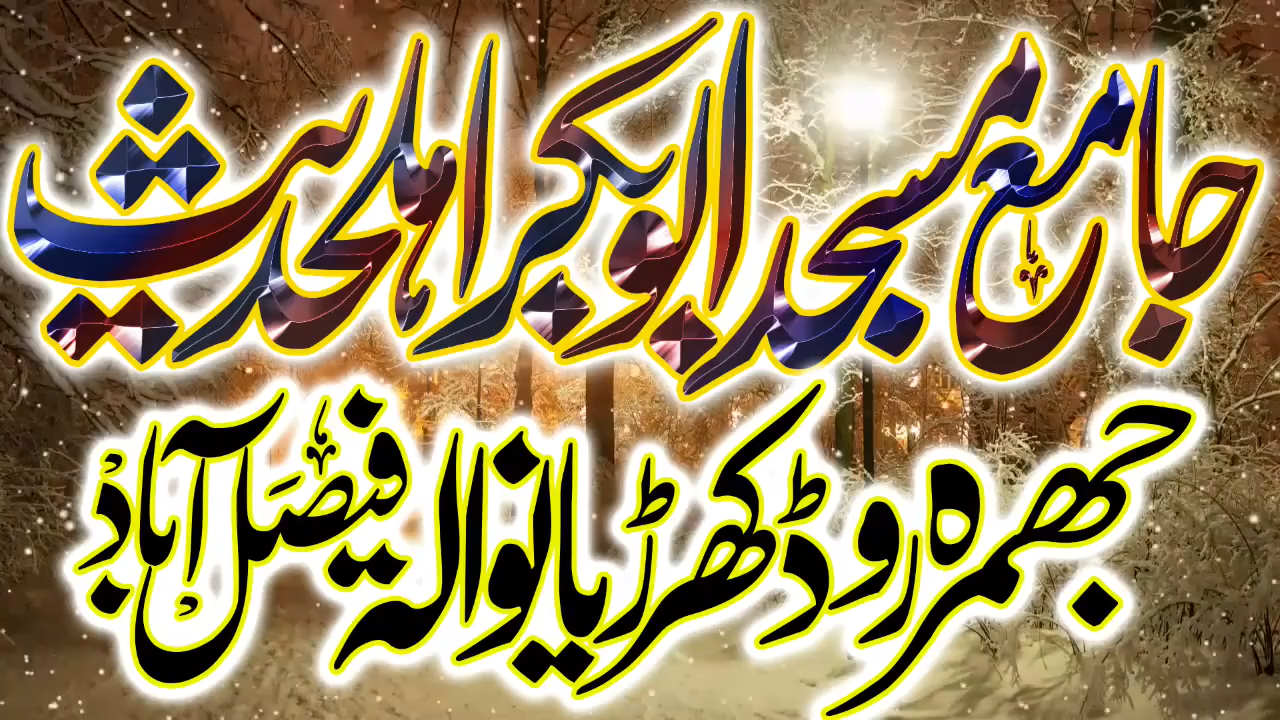 جامع مسجد ابوبکر اہلحدیث
جھمرہ روڈ کھڑیانوالہ فیصل آباد